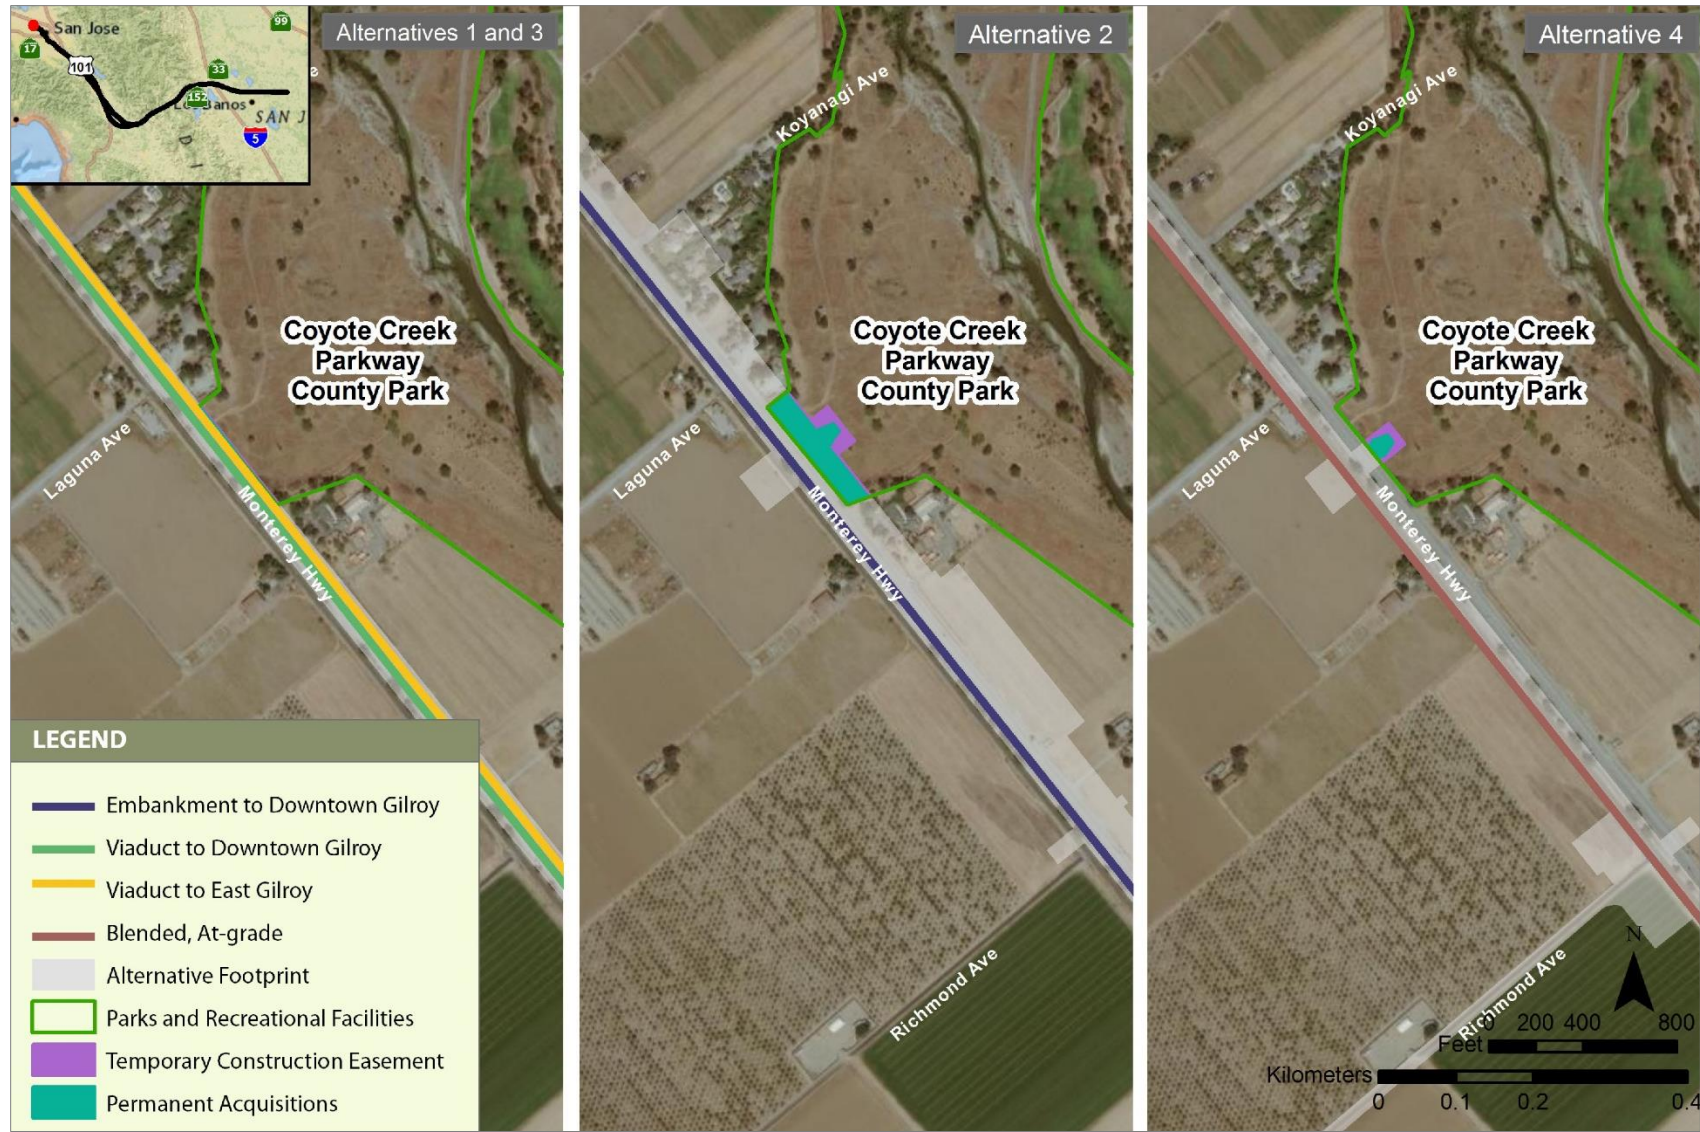 San Jose
99
17
101
33
152
Los Banos
SAN J
5
D I
e
Alternatives 1 and 3
Coyote Creek
Parkway
County Park
Laguna Ave
Monterey Hwy
LEGEND
Embankment to Downtown Gilroy
Viaduct to Downtown Gilroy
Viaduct to East Gilroy
Blended, At-grade
Alternative Footprint
Parks and Recreational Facilities
Temporary Construction Easement
Permanent Acquisitions
Alternative 2
Koyanagi Ave
Coyote Creek
Parkway
County Park
Laguna Ave
Monterey Hwy
Richmond Ave
Alternative 4
Koyanagi Ave
Coyote Creek
Parkway
County Park
Laguna Ave
Monterey Hwy
Richmond Ave
N
0 200 400 800
Feet
Kilometers
0 0.1 0.2 0.4